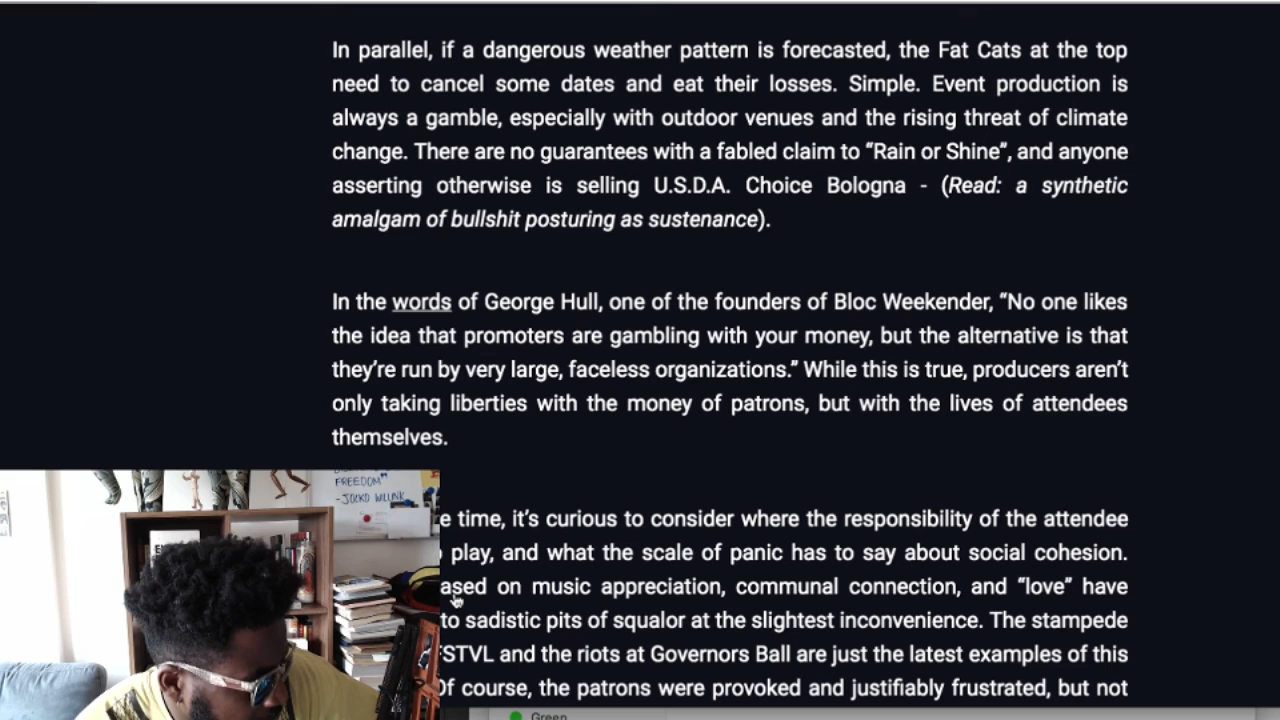 In parallel, if a dangerous weather pattern is forecasted, the Fat Cats at the top
need to cancel some dates and eat their losses. Simple. Event production is
always a gamble, especially with outdoor venues and the rising threat of climate
change. There are no guarantees with a fabled claim to “Rain or Shine”, and anyone
asserting otherwise is selling U.S.D.A. Choice Bologna - (Read: a synthetic
amalgam of bullshit posturing as sustenance).
In the words of George Hull, one of the founders of Bloc Weekender, “No one likes
the idea that promoters are gambling with your money, but the alternative is that
they’re run by very large, faceless organizations.” While this is true, producers aren’t
only taking liberties with the money of patrons, but with the lives of attendees
themselves.
FREEDOM”
-JOCKO WILLINK
e time, it’s curious to consider where the responsibility of the attendee
play, and what the scale of panic has to say about social cohesion.
ased on music appreciation, communal connection, and “love” have
to sadistic pits of squalor at the slightest inconvenience. The stampede
FSTVL and the riots at Governors Ball are just the latest examples of this
Of course, the patrons were provoked and justifiably frustrated, but not
Green